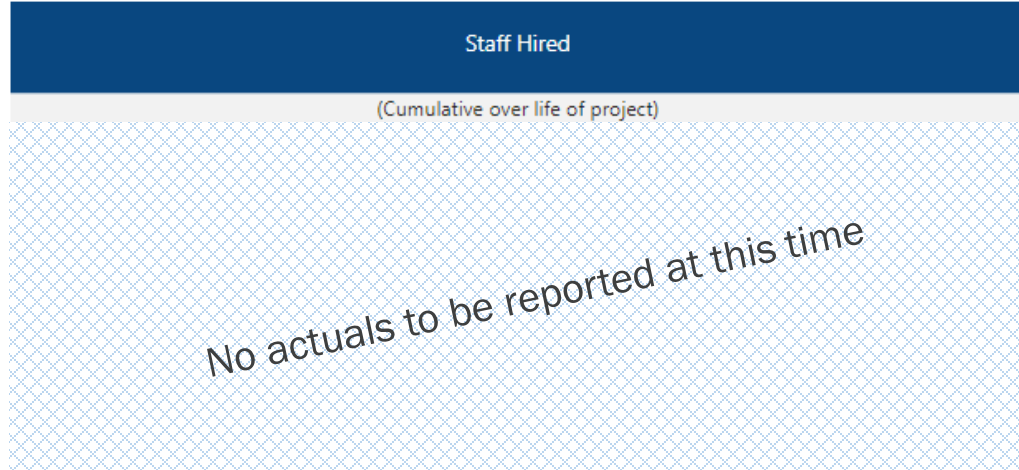 Staff Hired
(Cumulative over life of project)
No actuals to be reported at this time